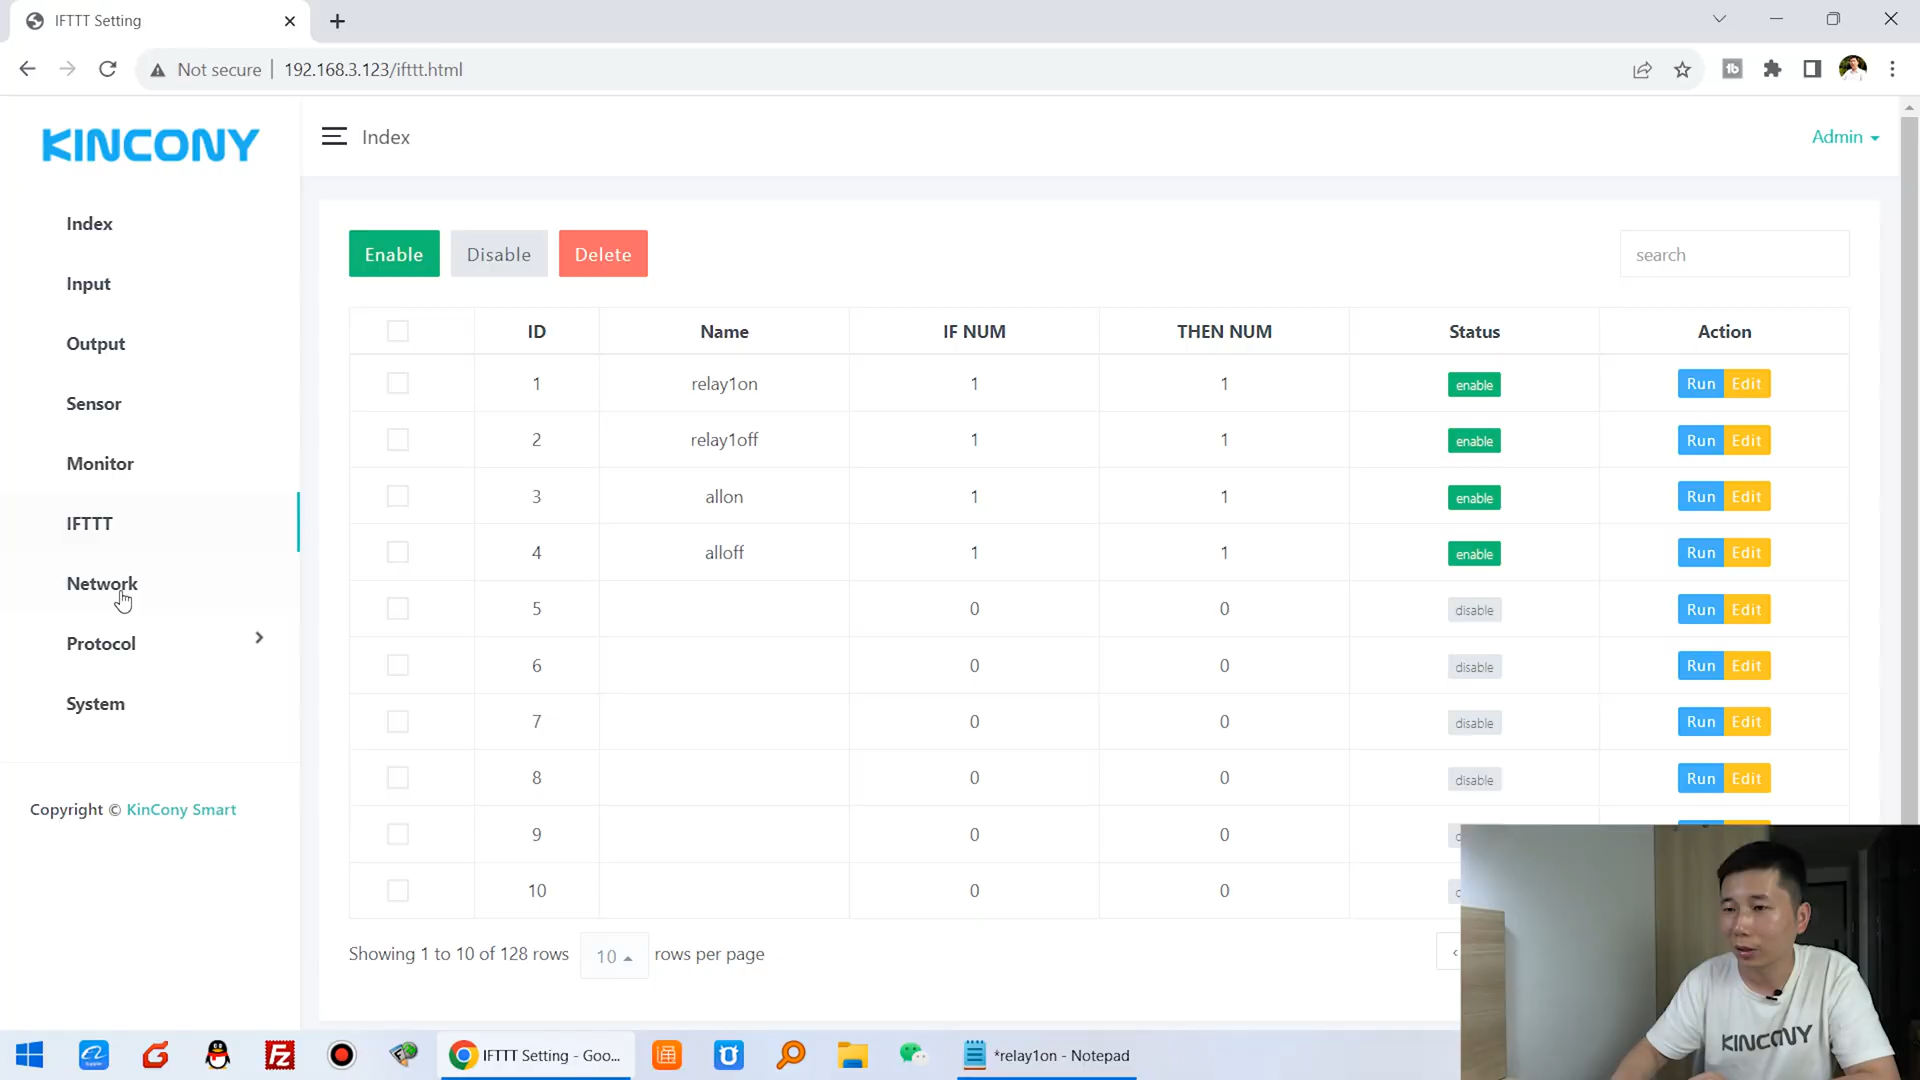 IFTTT Setting
Not secure 192.168.3.123/ifttt.html
KINCONY
Index
Input
Output
Sensor
Monitor
IFTTT
Network
Protocol
System
Copyright © KinCony Smart
Index
Admin
Enable Disable Delete
search
ID Name IF NUM THEN NUM Status Action
1 relay1on 1 1 enable Run Edit
2 relay1off 1 1 enable Run Edit
3 allon 1 1 enable Run Edit
4 alloff 1 1 enable Run Edit
5 0 0 disable Run Edit
6 0 0 disable Run Edit
7 0 0 disable Run Edit
8 0 0 disable Run Edit
9 0 0
10 0 0
Showing 1 to 10 of 128 rows 10 rows per page
KINCONY
IFTTT Setting - Goo...
*relay1on - Notepad